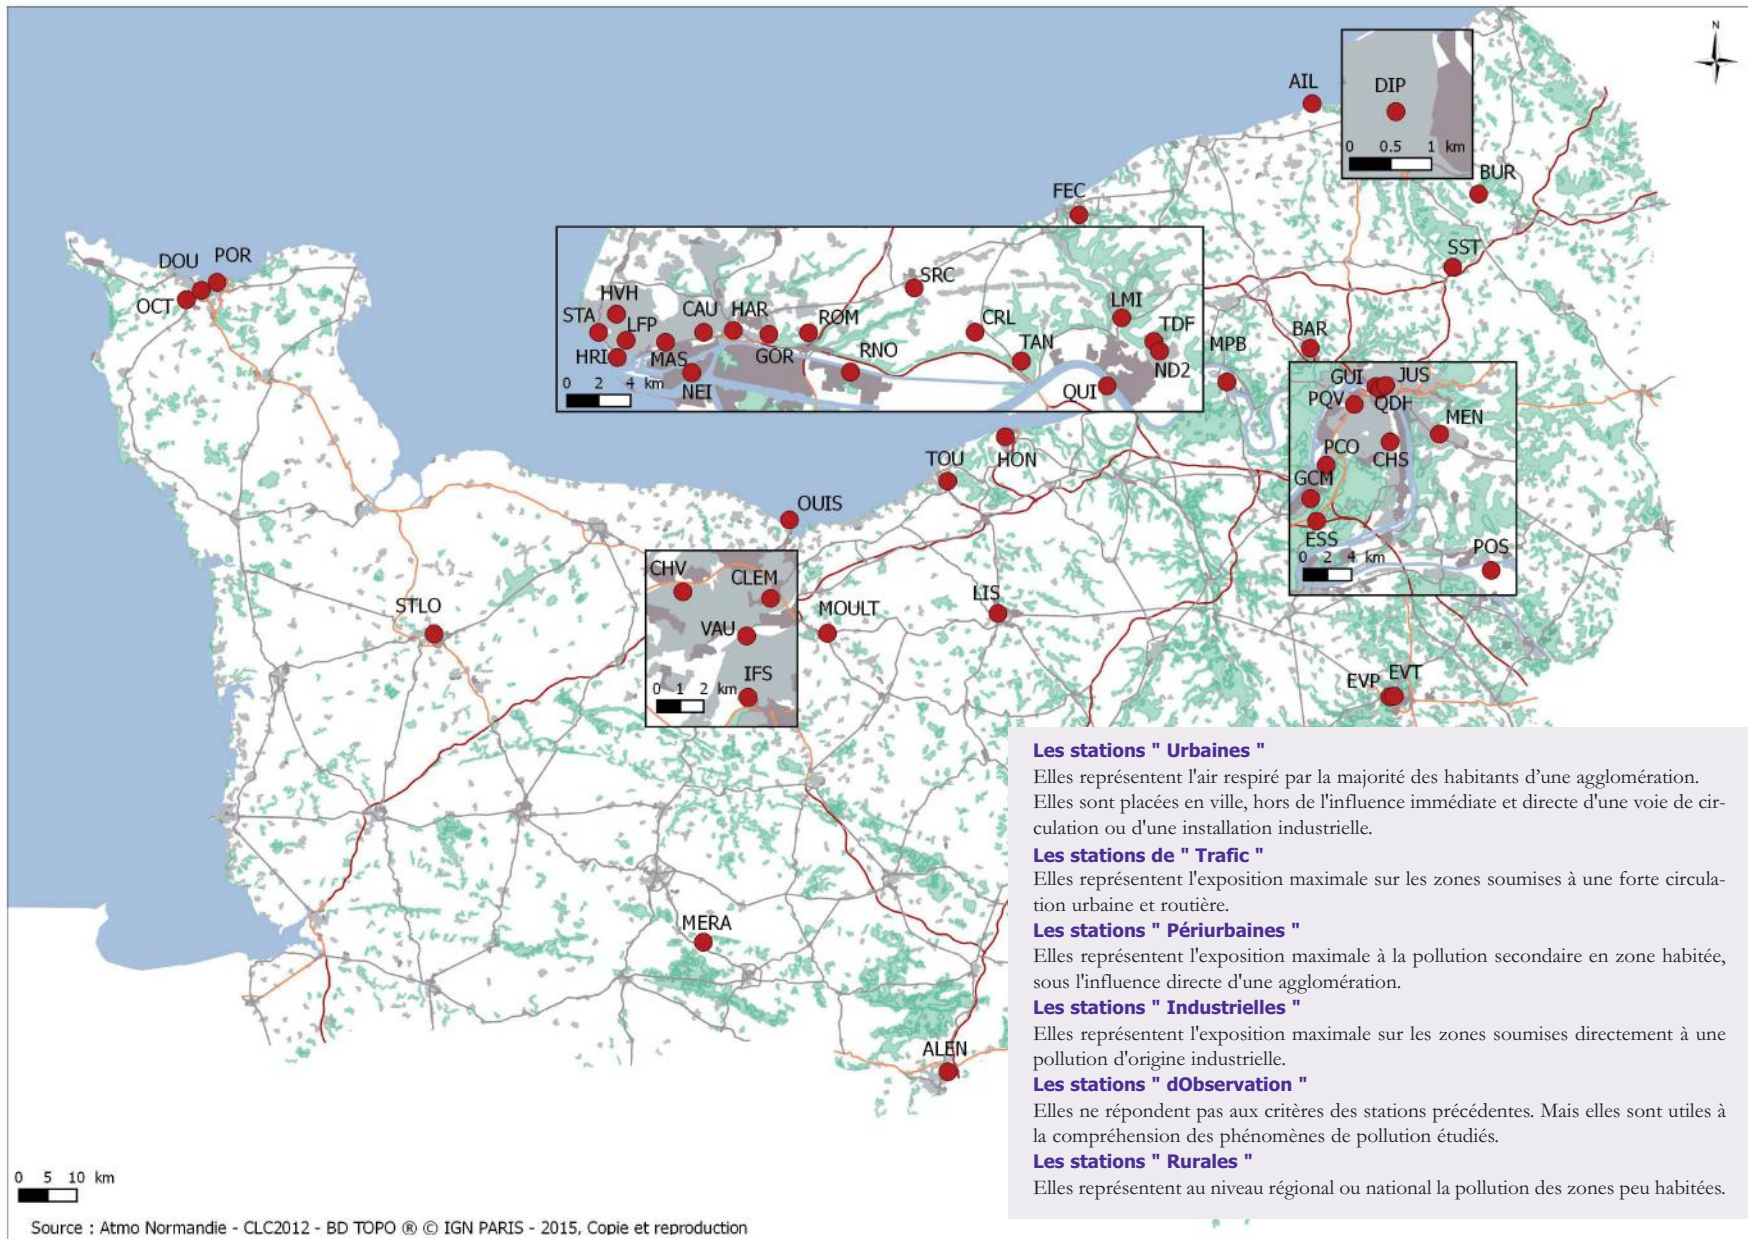 N
AIL
DIP
0 0.5 1 km
BUR
FEC
SST
DOU POR
OCT
SRC
HVH
STA
LFP
CAU HAR
ROM
LMI
CRL
TDF
BAR
HRI
MAS
GOR
RNO
TAN
MPB
ND2
NEI
QUI
0 2 4 km
GUI
JUS
PQV
QDH
MEN
PCO
CHS
GCM
ESS
0 2 4 km
POS
TOU
HON
OUIS
CHV
CLEM
VAU
MOULT
LIS
IFS
0 1 2 km
STLO
EVP
EVT
MERA
ALEN
Les stations " Urbaines "
Elles représentent l'air respiré par la majorité des habitants d’une agglomération.
Elles sont placées en ville, hors de l'influence immédiate et directe d'une voie de cir-
culation ou d'une installation industrielle.
Les stations de " Trafic "
Elles représentent l'exposition maximale sur les zones soumises à une forte circula-
tion urbaine et routière.
Les stations " Périurbaines "
Elles représentent l'exposition maximale à la pollution secondaire en zone habitée,
sous l'influence directe d'une agglomération.
Les stations " Industrielles "
Elles représentent l'exposition maximale sur les zones soumises directement à une
pollution d'origine industrielle.
Les stations " dObservation "
Elles ne répondent pas aux critères des stations précédentes. Mais elles sont utiles à
la compréhension des phénomènes de pollution étudiés.
Les stations " Rurales "
Elles représentent au niveau régional ou national la pollution des zones peu habitées.
0 5 10 km
Source : Atmo Normandie - CLC2012 - BD TOPO ® © IGN PARIS - 2015, Copie et reproduction